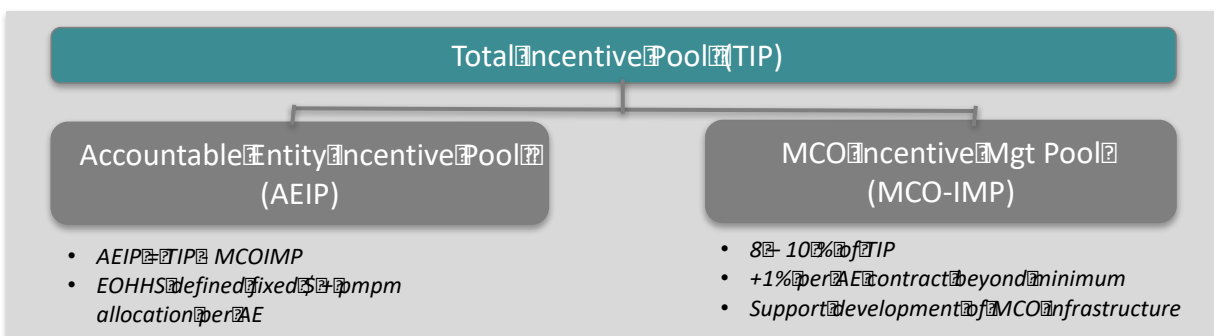 Total Incentive Pool (TIP)
Accountable Entity Incentive Pool
(AEIP)
• AEIP = TIP - MCOIMP
• EOHHS defined fixed $ + pmpm
allocation per AE
MCO Incentive Mgt Pool
(MCO-IMP)
• 8 – 10 % of TIP
• +1% per AE contract beyond minimum
• Support development of MCO infrastructure